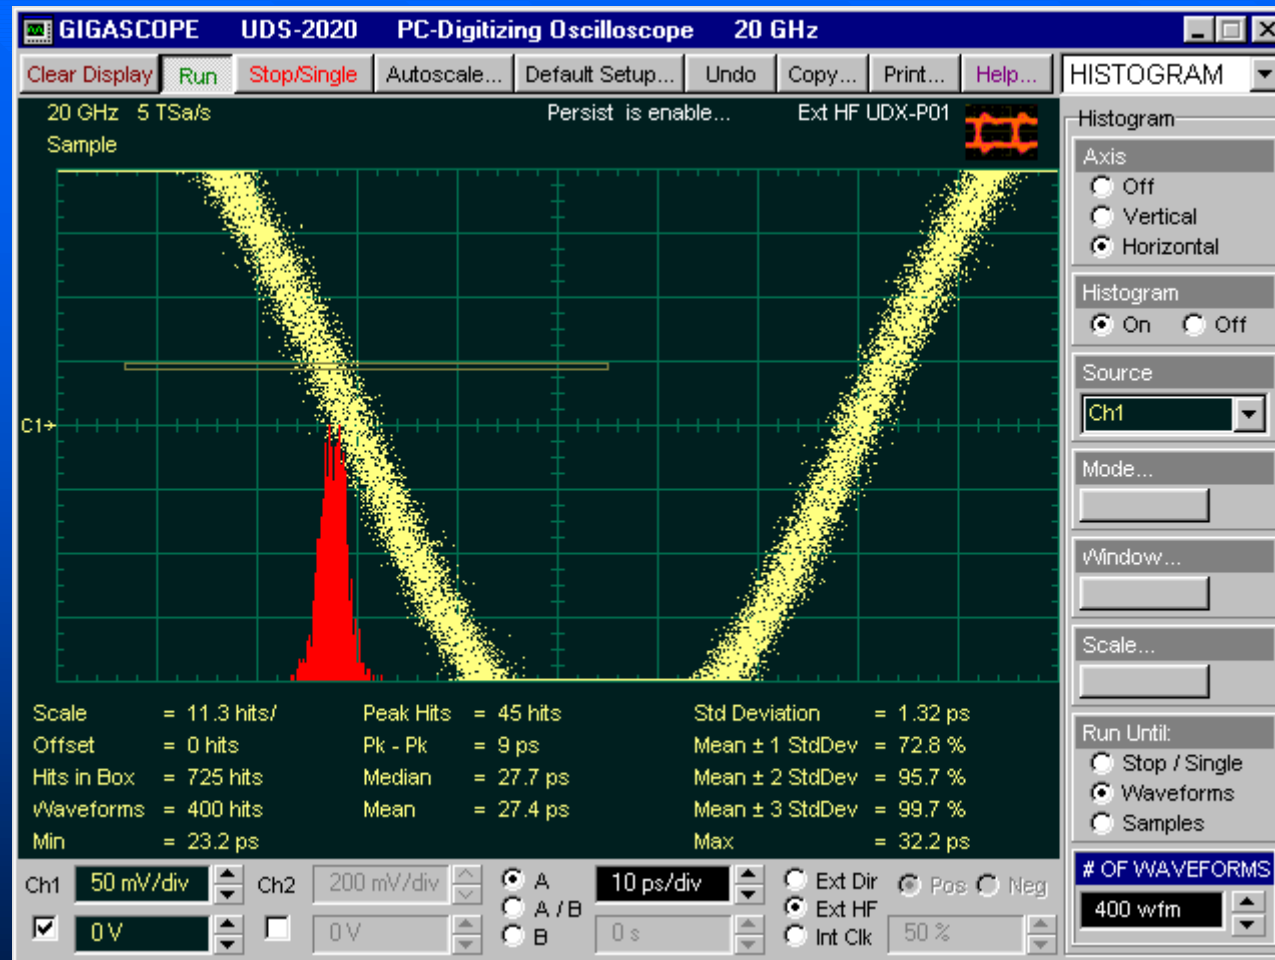 GIGASCOPE UDS-2020 PC-Digitizing Oscilloscope 20 GHz
Clear Display Run Stop/Single Autoscale... Default Setup... Undo Copy... Print... Help... HISTOGRAM
20 GHz 5 TSa/s Persist is enable... Ext HF UDX-P01
Sample
C1
Scale = 11.3 hits/ Peak Hits = 45 hits Std Deviation = 1.32 ps
Offset = 0 hits Pk - Pk = 9 ps Mean ± 1 StdDev = 72.8 %
Hits in Box = 725 hits Median = 27.7 ps Mean ± 2 StdDev = 95.7 %
Waveforms = 400 hits Mean = 27.4 ps Mean ± 3 StdDev = 99.7 %
Min = 23.2 ps Max = 32.2 ps
Ch1 50 mV/div Ch2 200 mV/div A 10 ps/div Ext Dir Pos Neg
A / B Ext HF
0 V 0 V B 0 s Int Clk 50 %
Histogram
Axis
Off
Vertical
Horizontal
Histogram
On Off
Source
Ch1
Mode...
Window...
Scale...
Run Until:
Stop / Single
Waveforms
Samples
# OF WAVEFORMS
400 wfm